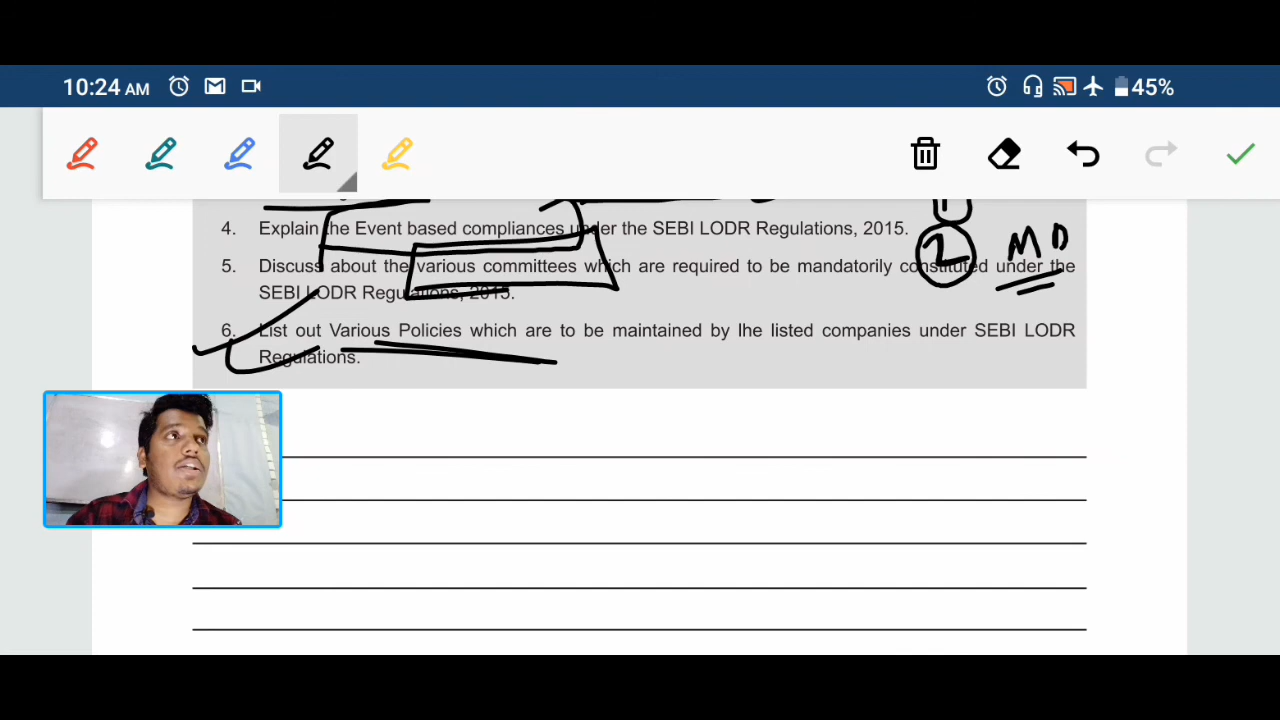 10:24 AM 45%
4. Explain the Event based compliances under the SEBI LODR Regulations, 2015.
5. Discuss about the various committees which are required to be mandatorily constituted under the
SEBI LODR Regulations, 2015.
2 MD
6. List out Various Policies which are to be maintained by lhe listed companies under SEBI LODR
Regulations.